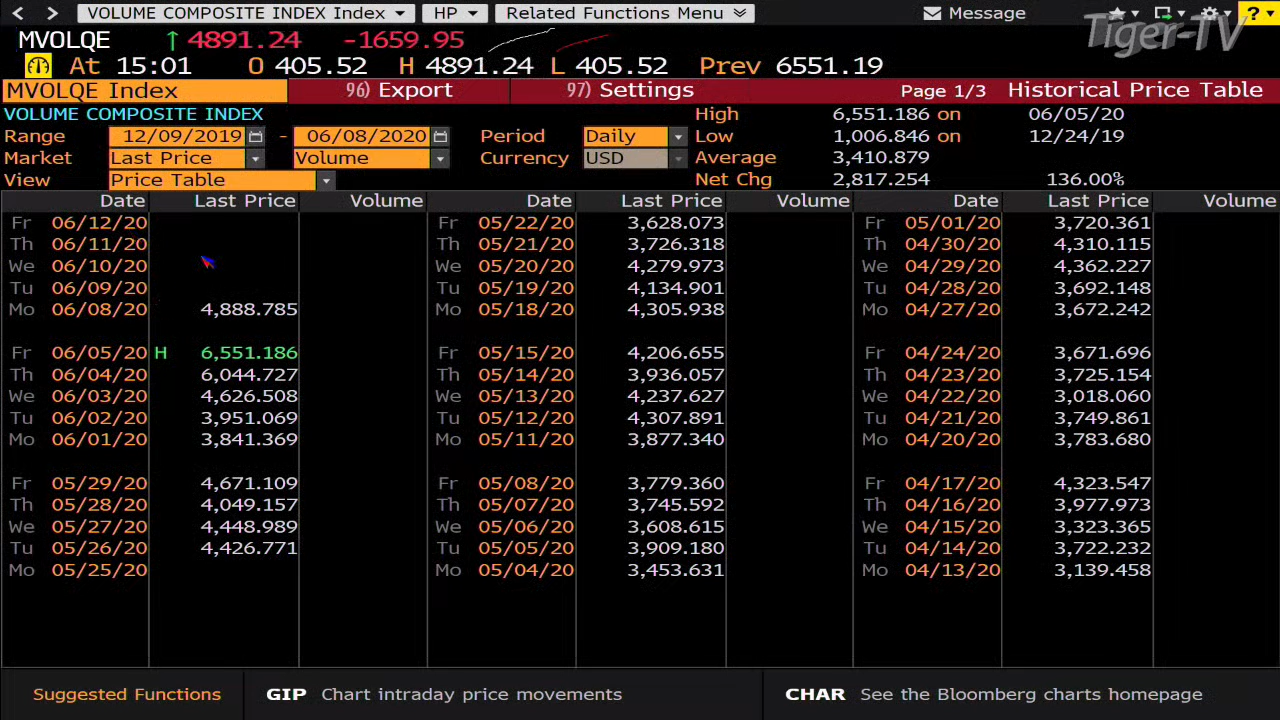 VOLUME COMPOSITE INDEX Index HP Related Functions Menu Message ?
Tiger-TV
MVOLQE ↑ 4891.24 -1659.95
At 15:01 O 405.52 H 4891.24 L 405.52 Prev 6551.19
MVOLQE Index 96) Export 97) Settings Page 1/3 Historical Price Table
VOLUME COMPOSITE INDEX High 6,551.186 on 06/05/20
Range 12/09/2019 - 06/08/2020 Period Daily Low 1,006.846 on 12/24/19
Market Last Price Volume Currency USD Average 3,410.879
View Price Table Net Chg 2,817.254 136.00%
Date Last Price Volume Date Last Price Volume Date Last Price Volume
Fr 06/12/20 Fr 05/22/20 3,628.073 Fr 05/01/20 3,720.361
Th 06/11/20 Th 05/21/20 3,726.318 Th 04/30/20 4,310.115
We 06/10/20 We 05/20/20 4,279.973 We 04/29/20 4,362.227
Tu 06/09/20 Tu 05/19/20 4,134.901 Tu 04/28/20 3,692.148
Mo 06/08/20 4,888.785 Mo 05/18/20 4,305.938 Mo 04/27/20 3,672.242
Fr 06/05/20 H 6,551.186 Fr 05/15/20 4,206.655 Fr 04/24/20 3,671.696
Th 06/04/20 6,044.727 Th 05/14/20 3,936.057 Th 04/23/20 3,725.154
We 06/03/20 4,626.508 We 05/13/20 4,237.627 We 04/22/20 3,018.060
Tu 06/02/20 3,951.069 Tu 05/12/20 4,307.891 Tu 04/21/20 3,749.861
Mo 06/01/20 3,841.369 Mo 05/11/20 3,877.340 Mo 04/20/20 3,783.680
Fr 05/29/20 4,671.109 Fr 05/08/20 3,779.360 Fr 04/17/20 4,323.547
Th 05/28/20 4,049.157 Th 05/07/20 3,745.592 Th 04/16/20 3,977.973
We 05/27/20 4,448.989 We 05/06/20 3,608.615 We 04/15/20 3,323.365
Tu 05/26/20 4,426.771 Tu 05/05/20 3,909.180 Tu 04/14/20 3,722.232
Mo 05/25/20 Mo 05/04/20 3,453.631 Mo 04/13/20 3,139.458
Suggested Functions GIP Chart intraday price movements CHAR See the Bloomberg charts homepage